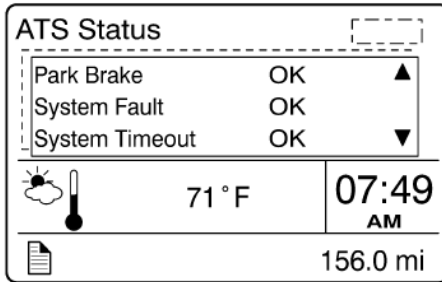 ATS Status
Park Brake OK
System Fault OK
System Timeout OK
71°F
07:49
AM
156.0 mi